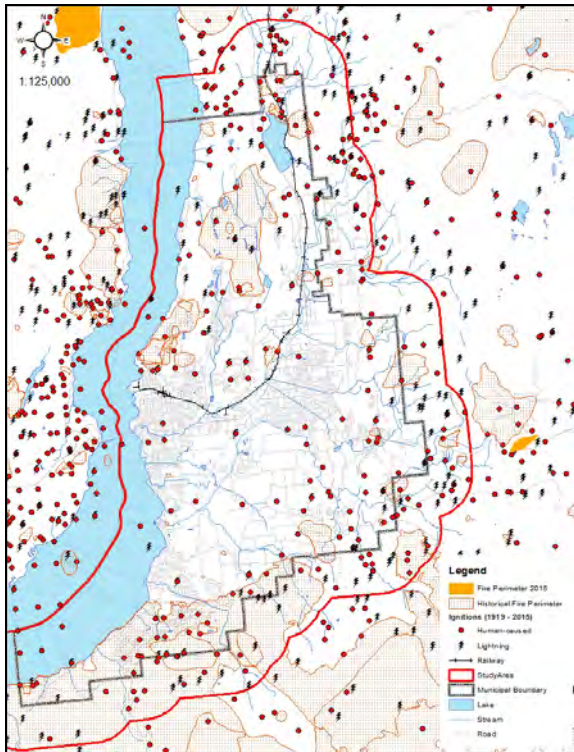 N
W E
S
1:125,000
Legend
Fire Perimeter 2015
Historical Fire Perimeter
Ignitions (1919 - 2015)
Human-caused
Lightning
Railway
StudyArea
Municipal Boundary
Lake
Stream
Road